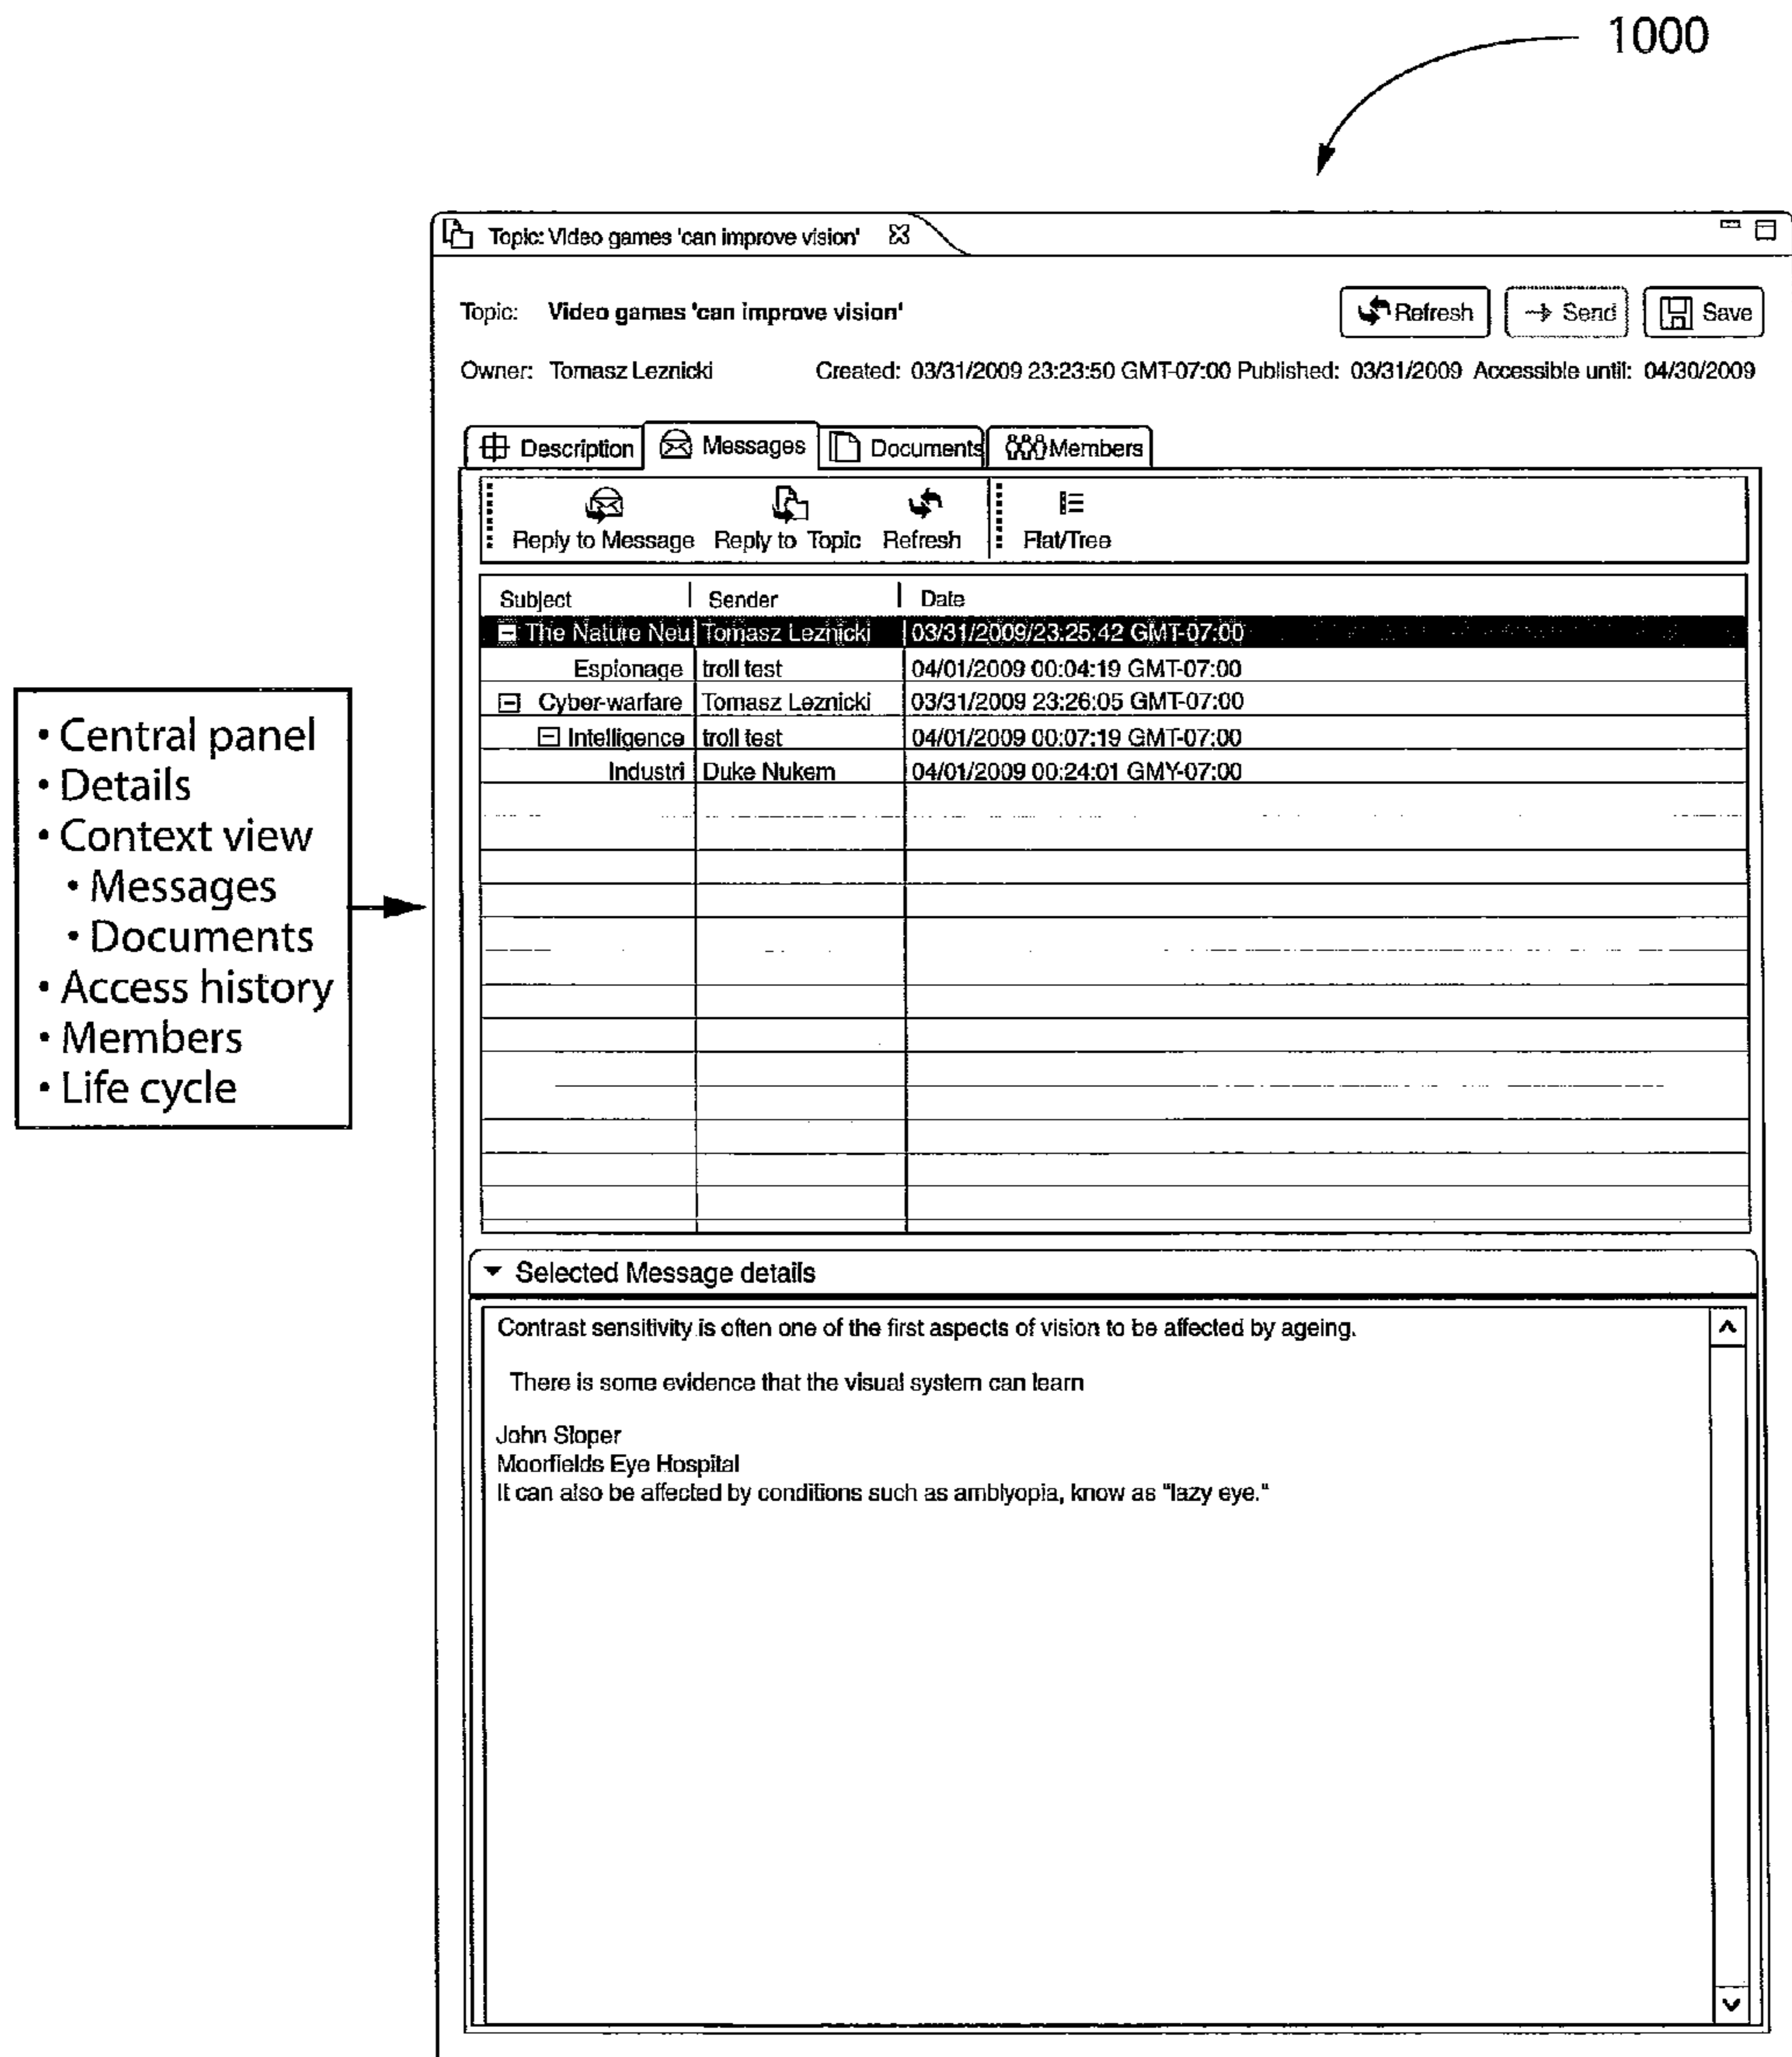 1000
Topic: Video games 'can improve vision'
Topic: Video games 'can improve vision'
Refresh Send Save
Owner: Tomasz Leznicki Created: 03/31/2009 23:23:50 GMT-07:00 Published: 03/31/2009 Accessible until: 04/30/2009
Description Messages Documents Members
Reply to Message Reply to Topic Refresh Flat/Tree
Subject Sender Date
The Nature Neu Tomasz Leznicki 03/31/2009/23:25:42 GMT-07:00
Espionage troll test 04/01/2009 00:04:19 GMT-07:00
Cyber-warfare Tomasz Leznicki 03/31/2009 23:26:05 GMT-07:00
Intelligence troll test 04/01/2009 00:07:19 GMT-07:00
Industri Duke Nukem 04/01/2009 00:24:01 GMY-07:00
• Central panel
• Details
• Context view
• Messages
• Documents
• Access history
• Members
• Life cycle
Selected Message details
Contrast sensitivity is often one of the first aspects of vision to be affected by ageing.
There is some evidence that the visual system can learn
John Sloper
Moorfields Eye Hospital
It can also be affected by conditions such as amblyopia, know as "lazy eye."